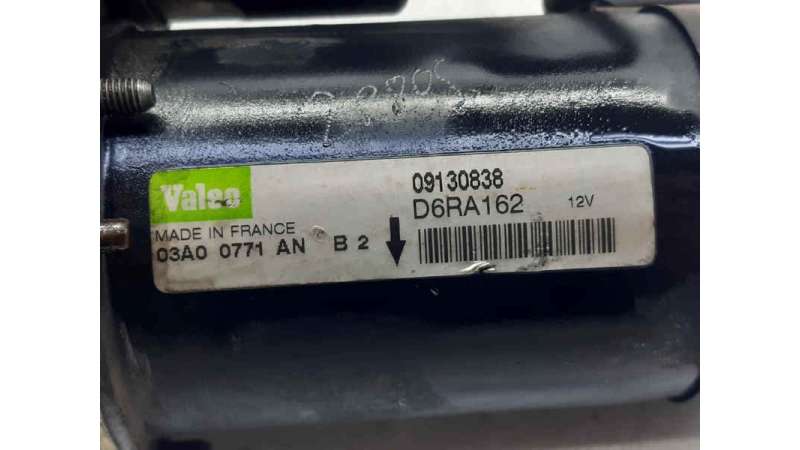 Valeo
MADE IN FRANCE
03A0 0771 AN B 2
09130838
D6RA162 12V